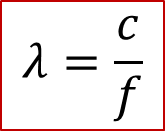 λ = c/f